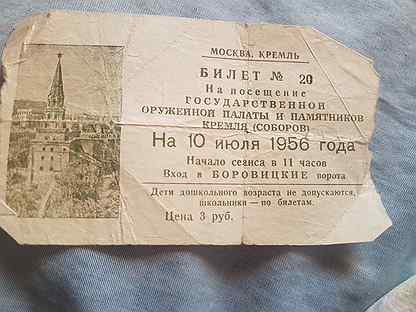 МОСКВА, КРЕМЛЬ
БИЛЕТ № 20
На посещение
ГОСУДАРСТВЕННОЙ
ОРУЖЕЙНОЙ ПАЛАТЫ И ПАМЯТНИКОВ
КРЕМЛЯ (СОБОРОВ)
На 10 июля 1956 года
Начало сеанса в 11 часов
Вход в БОРОВИЦКИЕ ворота
Дети дошкольного возраста не допускаются,
школьники — по билетам.
Цена 3 руб.